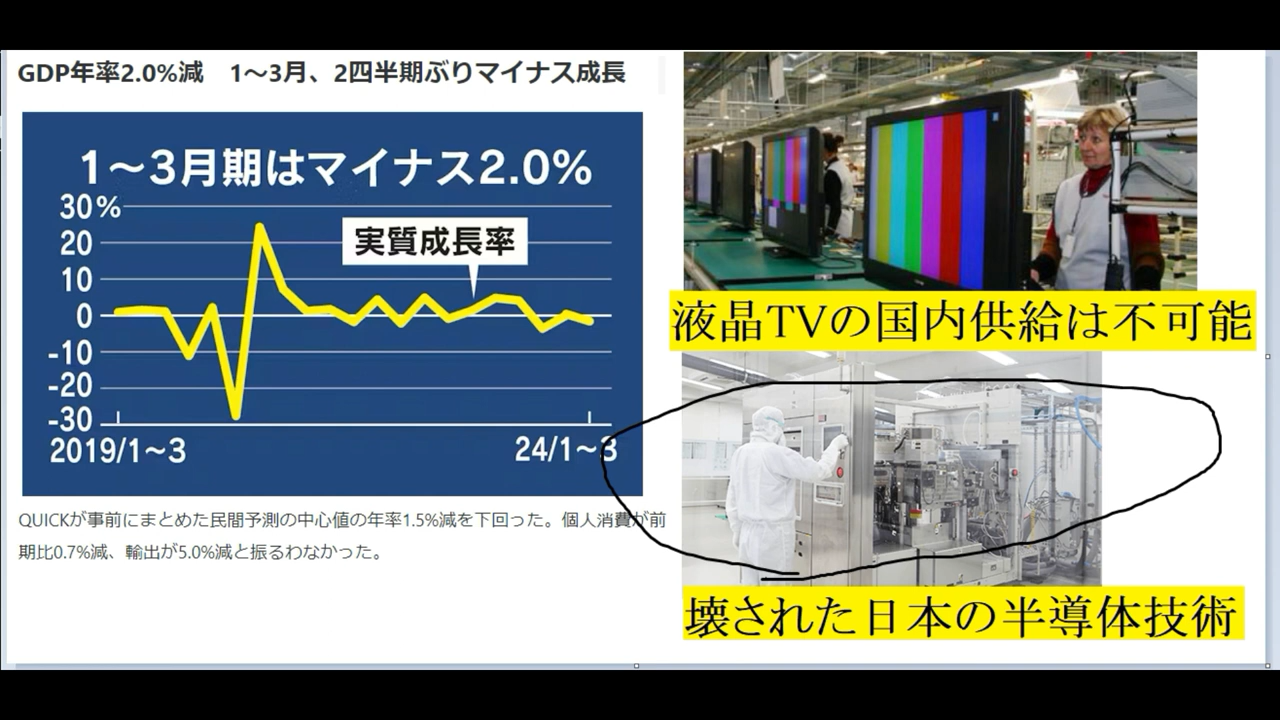 GDP年率2.0%減 1〜3月、2四半期ぶりマイナス成長
1〜3月期はマイナス2.0%
30%
20
10
0
-10
-20
-30
実質成長率
2019/1〜3
24/1〜3
QUICKが事前にまとめた民間予測の中心値の年率1.5%減を下回った。個人消費が前
期比0.7%減、輸出が5.0%減と振るわなかった。
液晶TVの国内供給は不可能
壊された日本の半導体技術